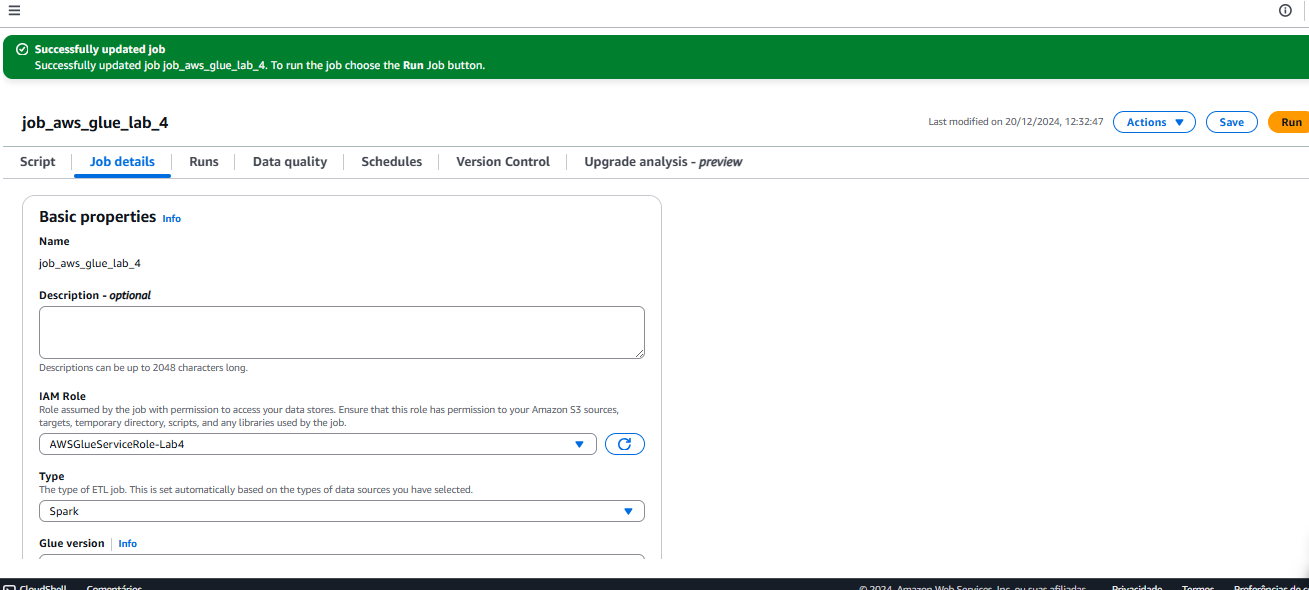 Successfully updated job
Successfully updated job job_aws_glue_lab_4. To run the job choose the Run Job button.
job_aws_glue_lab_4
Last modified on 20/12/2024, 12:32:47
Actions
Save
Run
Script
Job details
Runs
Data quality
Schedules
Version Control
Upgrade analysis - preview
Basic properties Info
Name
job_aws_glue_lab_4
Description - optional
Descriptions can be up to 2048 characters long.
IAM Role
Role assumed by the job with permission to access your data stores. Ensure that this role has permission to your Amazon S3 sources,
targets, temporary directory, scripts, and any libraries used by the job.
AWSGlueServiceRole-Lab4
Type
The type of ETL job. This is set automatically based on the types of data sources you have selected.
Spark
Glue version Info
CloudShell Comentários © 2024, Amazon Web Services, Inc. ou suas afiliadas. Privacidade Termos Preferências de